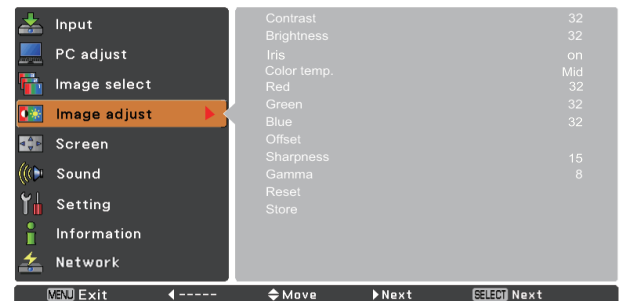 Input
PC adjust
Image select
Image adjust
Screen
Sound
Setting
Information
Network
Contrast 32
Brightness 32
Iris on
Color temp. Mid
Red 32
Green 32
Blue 32
Offset
Sharpness 15
Gamma 8
Reset
Store
MENU Exit ----- Move Next SELECT Next